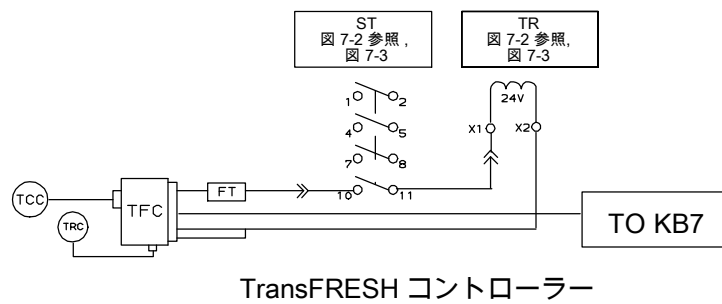 ST
図 7-2 参照 ,
図 7-3
TR
図 7-2 参照,
図 7-3
24V
1 2
4 5
X1 X2
7 8
10 11
FT
TCC
TFC
TRC
TO KB7
TransFRESH コントローラー